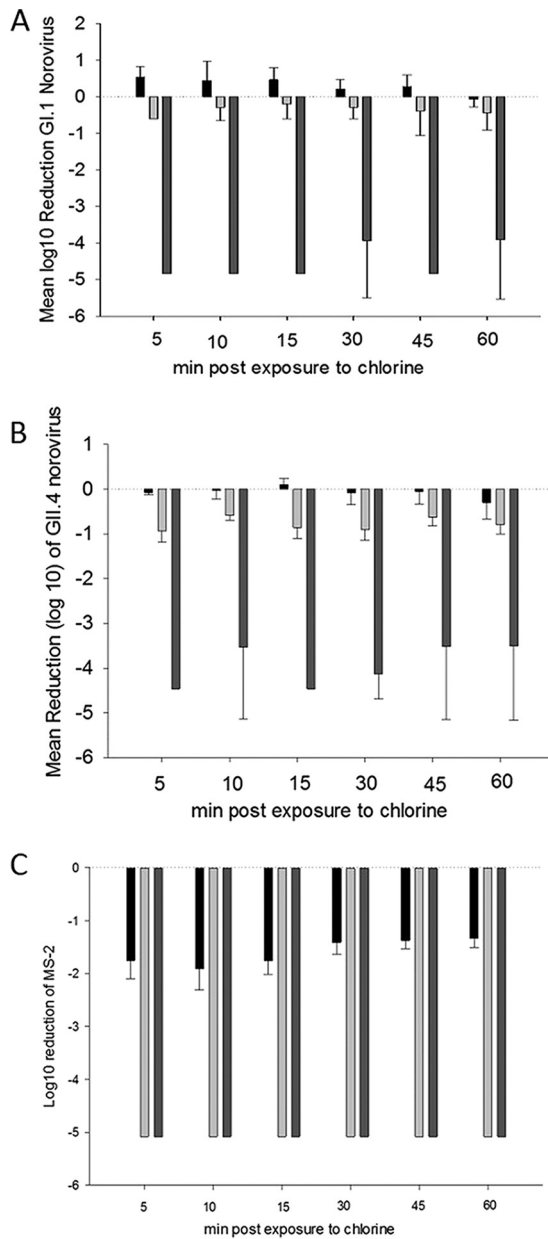 A
Mean log10 Reduction GI.1 Norovirus
2
1
0
-1
-2
-3
-4
-5
-6
5 10 15 30 45 60
min post exposure to chlorine
B
Mean Reduction (log 10) of GII.4 norovirus
1
0
-1
-2
-3
-4
-5
-6
5 10 15 30 45 60
min post exposure to chlorine
C
Log10 reduction of MS-2
0
-1
-2
-3
-4
-5
-6
5 10 15 30 45 60
min post exposure to chlorine